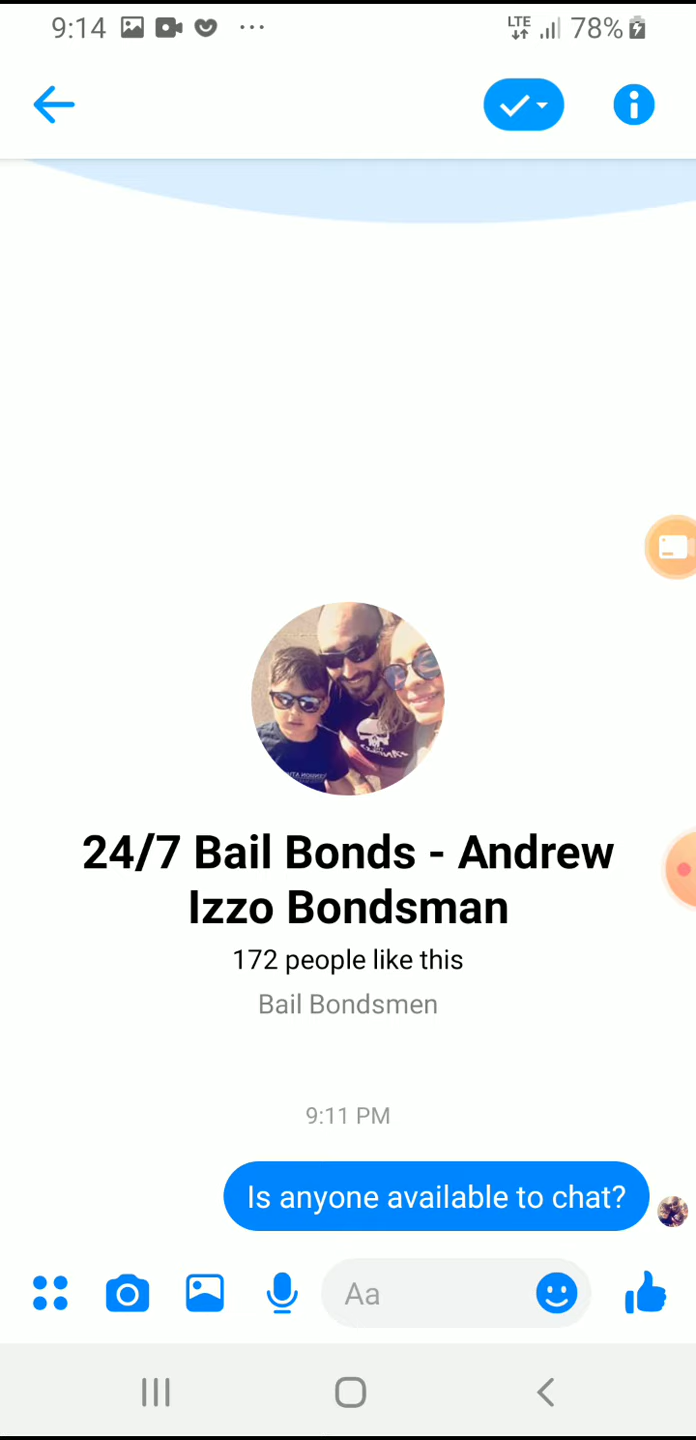 9:14
LTE
78%
24/7 Bail Bonds - Andrew
Izzo Bondsman
172 people like this
Bail Bondsmen
9:11 PM
Is anyone available to chat?
Aa